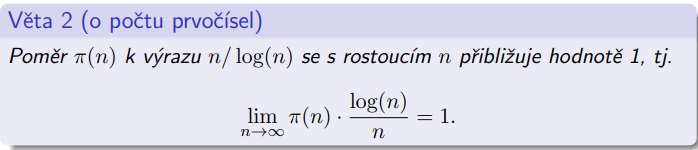 Věta 2 (o počtu prvočísel)
Poměr π(n) k výrazu n/ log(n) se s rostoucím n přibližuje hodnotě 1, tj.
lim_{n→∞} π(n) · log(n)/n = 1.